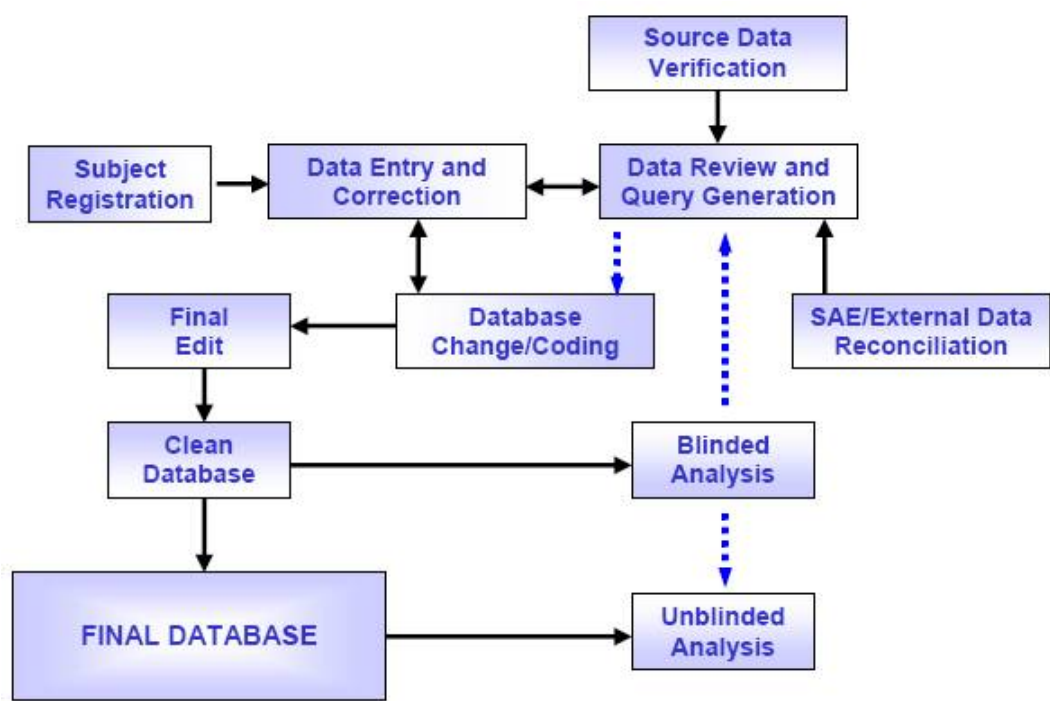 Source Data
Verification
Subject
Registration
Data Entry and
Correction
Data Review and
Query Generation
Final
Edit
Database
Change/Coding
SAE/External Data
Reconciliation
Clean
Database
Blinded
Analysis
FINAL DATABASE
Unblinded
Analysis